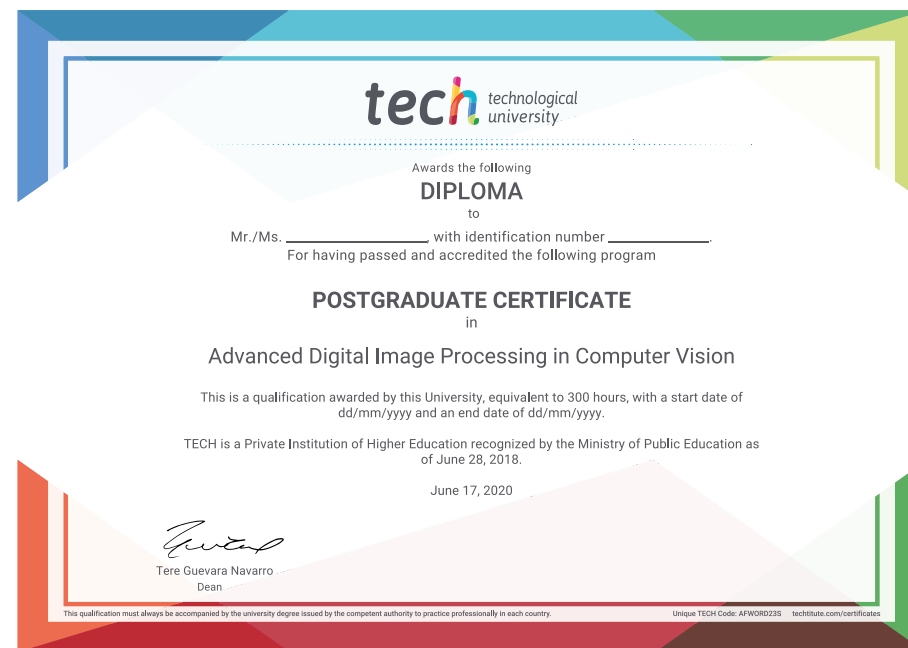 tech technological
university
Awards the following
DIPLOMA
to
Mr./Ms. ____________, with identification number ____________.
For having passed and accredited the following program
POSTGRADUATE CERTIFICATE
in
Advanced Digital Image Processing in Computer Vision
This is a qualification awarded by this University, equivalent to 300 hours, with a start date of
dd/mm/yyyy and an end date of dd/mm/yyyy.
TECH is a Private Institution of Higher Education recognized by the Ministry of Public Education as
of June 28, 2018.
June 17, 2020
Tere Guevara Navarro
Dean
This qualification must always be accompanied by the university degree issued by the competent authority to practice professionally in each country.
Unique TECH Code: AFWORD23S techtitute.com/certificates